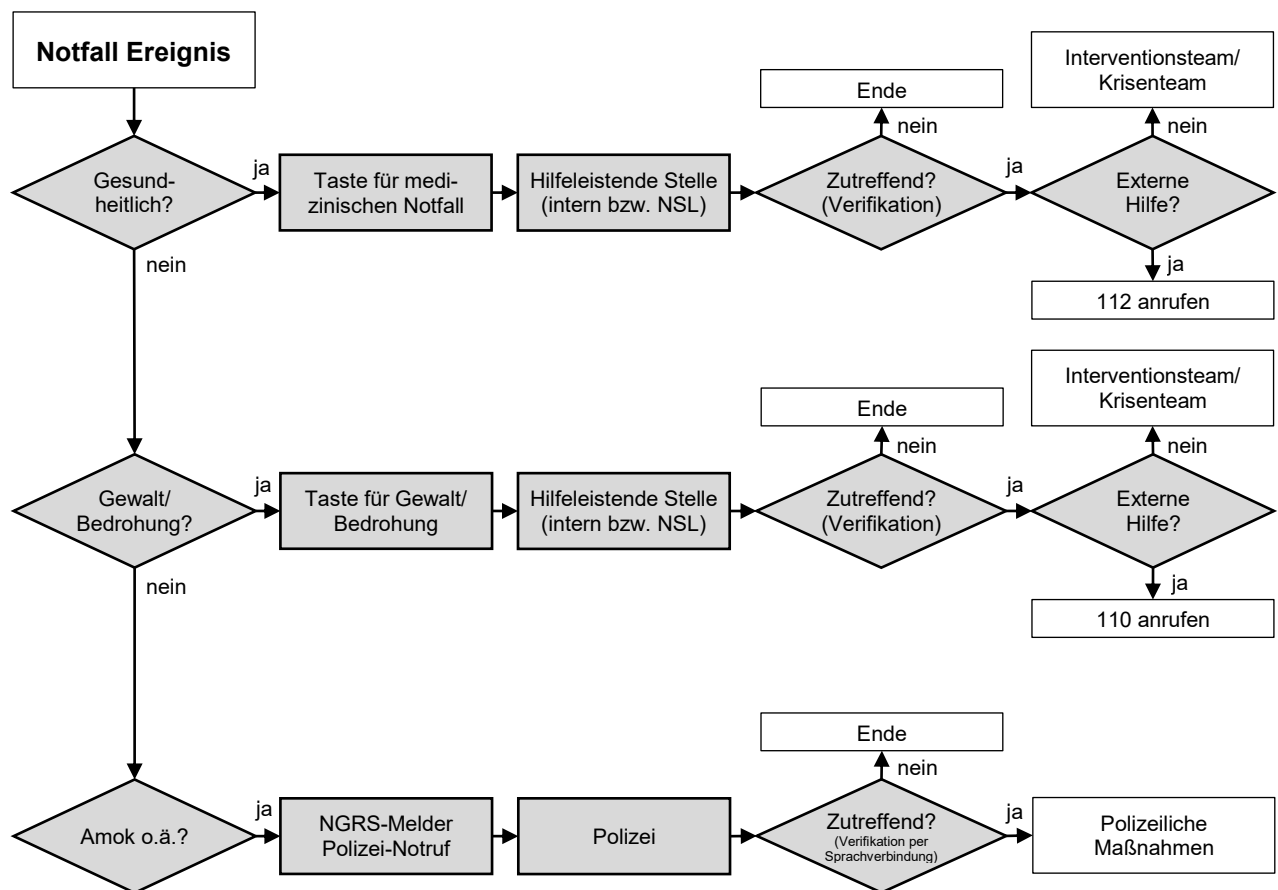 Notfall Ereignis
Gesund-
heitlich?
ja
Taste für medi-
zinischen Notfall
Hilfeleistende Stelle
(intern bzw. NSL)
Zutreffend?
(Verifikation)
nein
Ende
ja
Externe
Hilfe?
nein
Interventionsteam/
Krisenteam
ja
112 anrufen
nein
Gewalt/
Bedrohung?
ja
Taste für Gewalt/
Bedrohung
Hilfeleistende Stelle
(intern bzw. NSL)
Zutreffend?
(Verifikation)
nein
Ende
ja
Externe
Hilfe?
nein
Interventionsteam/
Krisenteam
ja
110 anrufen
nein
Amok o.ä.?
ja
NGRS-Melder
Polizei-Notruf
Polizei
Zutreffend?
(Verifikation per
Sprachverbindung)
nein
Ende
ja
Polizeiliche
Maßnahmen